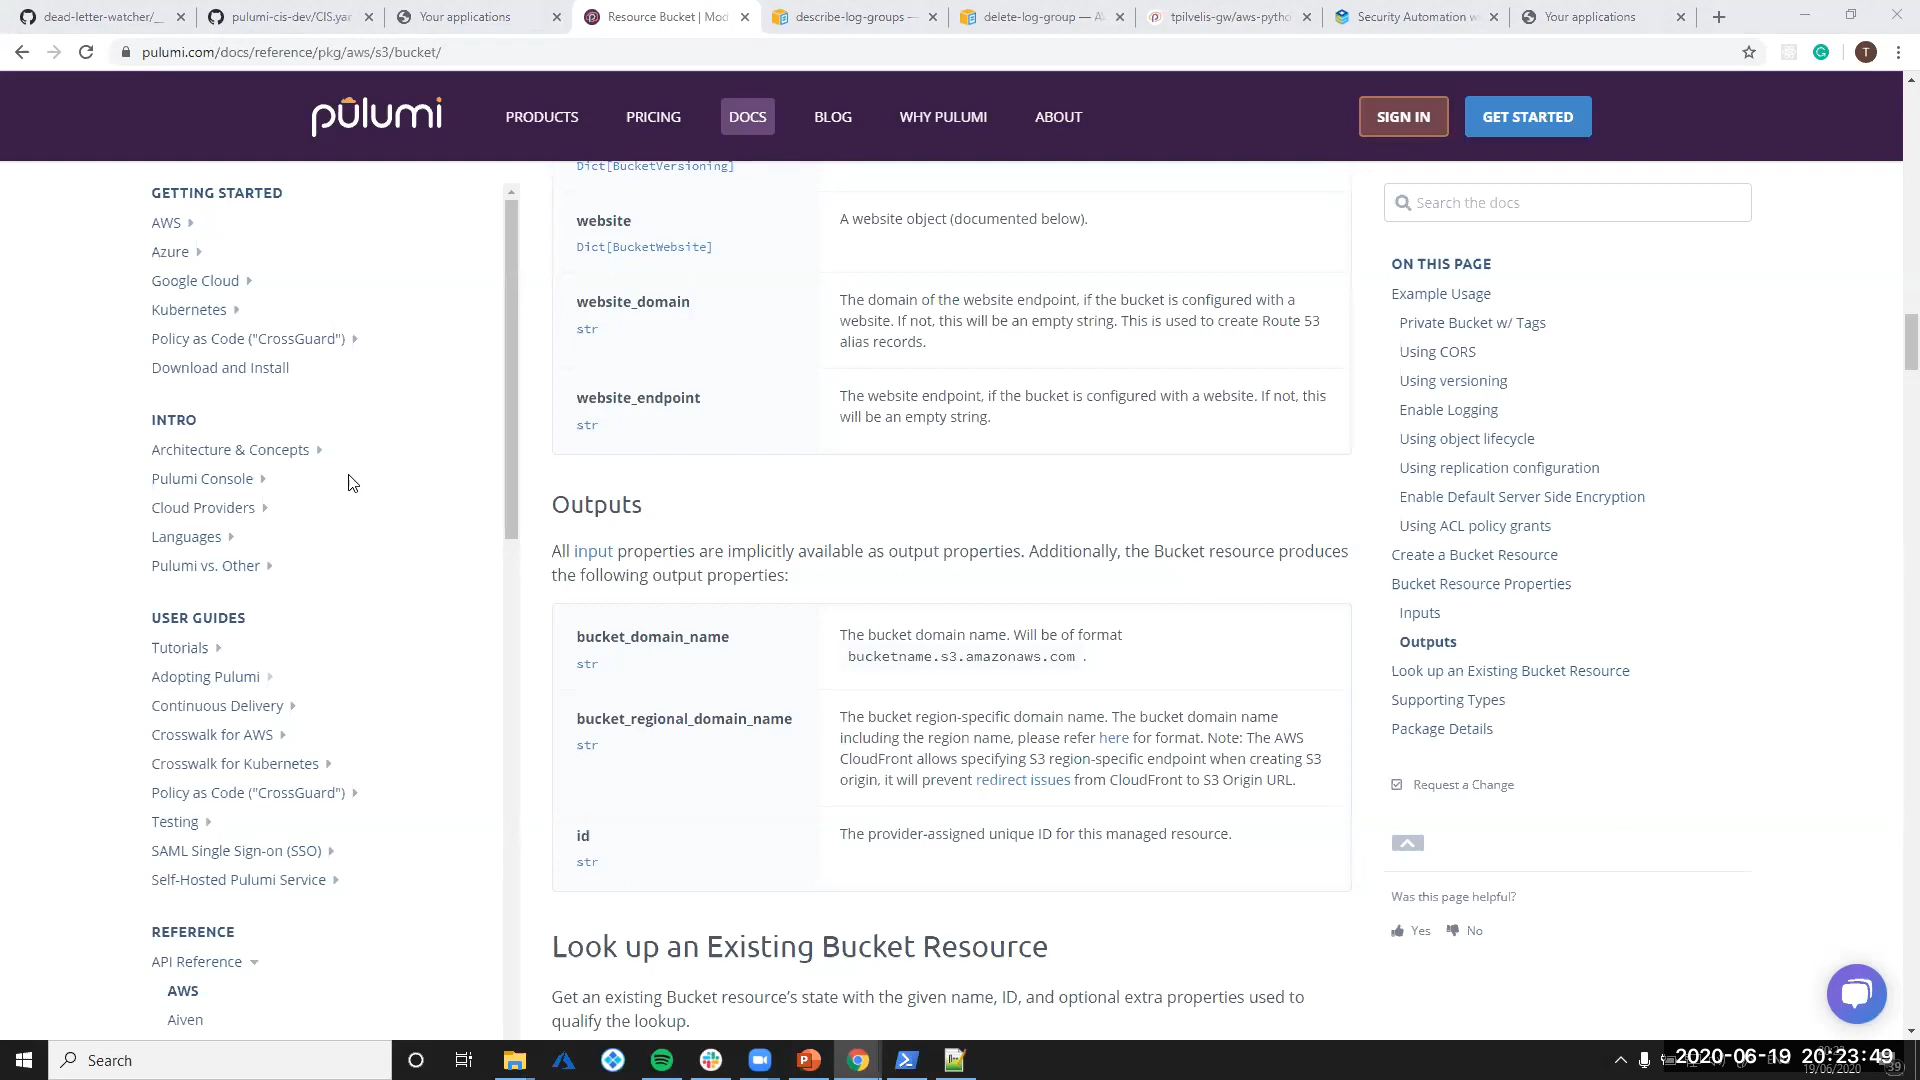 dead-letter-watcher/__
pulumi-cis-dev/CIS.yar
Your applications
Resource Bucket | Mod
describe-log-groups —
delete-log-group — A
tpilvelis-gw/aws-pytho
Security Automation w
Your applications
pulumi.com/docs/reference/pkg/aws/s3/bucket/
T
pulumi
PRODUCTS
PRICING
DOCS
BLOG
WHY PULUMI
ABOUT
SIGN IN
GET STARTED
GETTING STARTED
AWS
Azure
Google Cloud
Kubernetes
Policy as Code ("CrossGuard")
Download and Install
INTRO
Architecture & Concepts
Pulumi Console
Cloud Providers
Languages
Pulumi vs. Other
USER GUIDES
Tutorials
Adopting Pulumi
Continuous Delivery
Crosswalk for AWS
Crosswalk for Kubernetes
Policy as Code ("CrossGuard")
Testing
SAML Single Sign-on (SSO)
Self-Hosted Pulumi Service
REFERENCE
API Reference
AWS
Aiven
Dict[BucketVersioning]
website
Dict[BucketWebsite]
A website object (documented below).
website_domain
str
The domain of the website endpoint, if the bucket is configured with a
website. If not, this will be an empty string. This is used to create Route 53
alias records.
website_endpoint
str
The website endpoint, if the bucket is configured with a website. If not, this
will be an empty string.
Outputs
All input properties are implicitly available as output properties. Additionally, the Bucket resource produces
the following output properties:
bucket_domain_name
str
The bucket domain name. Will be of format
bucketname.s3.amazonaws.com .
bucket_regional_domain_name
str
The bucket region-specific domain name. The bucket domain name
including the region name, please refer here for format. Note: The AWS
CloudFront allows specifying S3 region-specific endpoint when creating S3
origin, it will prevent redirect issues from CloudFront to S3 Origin URL.
id
str
The provider-assigned unique ID for this managed resource.
Look up an Existing Bucket Resource
Get an existing Bucket resource’s state with the given name, ID, and optional extra properties used to
qualify the lookup.
Search the docs
ON THIS PAGE
Example Usage
Private Bucket w/ Tags
Using CORS
Using versioning
Enable Logging
Using object lifecycle
Using replication configuration
Enable Default Server Side Encryption
Using ACL policy grants
Create a Bucket Resource
Bucket Resource Properties
Inputs
Outputs
Look up an Existing Bucket Resource
Supporting Types
Package Details
Request a Change
Was this page helpful?
Yes
No
Search
2020-06-19 20:23:49
19/06/2020
39